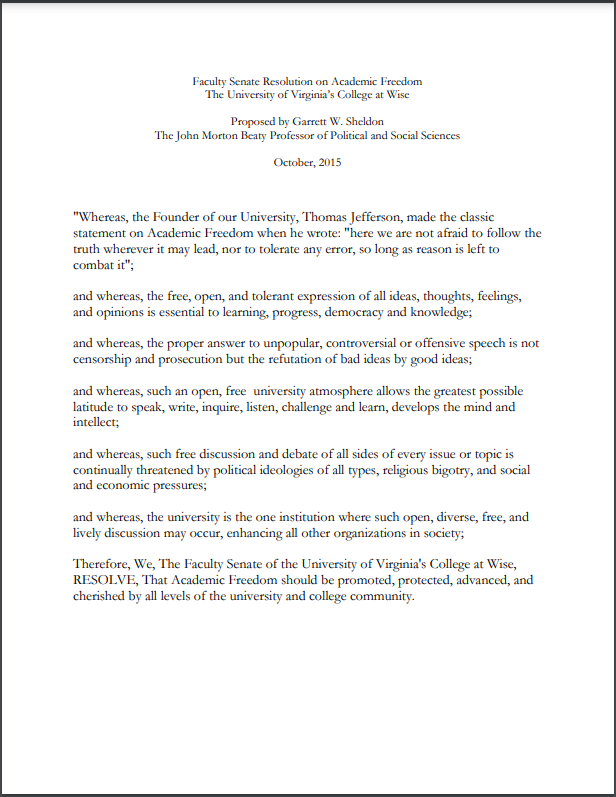 Faculty Senate Resolution on Academic Freedom
The University of Virginia's College at Wise
Proposed by Garrett W. Sheldon
The John Morton Beaty Professor of Political and Social Sciences
October, 2015
"Whereas, the Founder of our University, Thomas Jefferson, made the classic
statement on Academic Freedom when he wrote: "here we are not afraid to follow the
truth wherever it may lead, nor to tolerate any error, so long as reason is left to
combat it";
and whereas, the free, open, and tolerant expression of all ideas, thoughts, feelings,
and opinions is essential to learning, progress, democracy and knowledge;
and whereas, the proper answer to unpopular, controversial or offensive speech is not
censorship and prosecution but the refutation of bad ideas by good ideas;
and whereas, such an open, free  university atmosphere allows the greatest possible
latitude to speak, write, inquire, listen, challenge and learn, develops the mind and
intellect;
and whereas, such free discussion and debate of all sides of every issue or topic is
continually threatened by political ideologies of all types, religious bigotry, and social
and economic pressures;
and whereas, the university is the one institution where such open, diverse, free, and
lively discussion may occur, enhancing all other organizations in society;
Therefore, We, The Faculty Senate of the University of Virginia's College at Wise,
RESOLVE, That Academic Freedom should be promoted, protected, advanced, and
cherished by all levels of the university and college community.